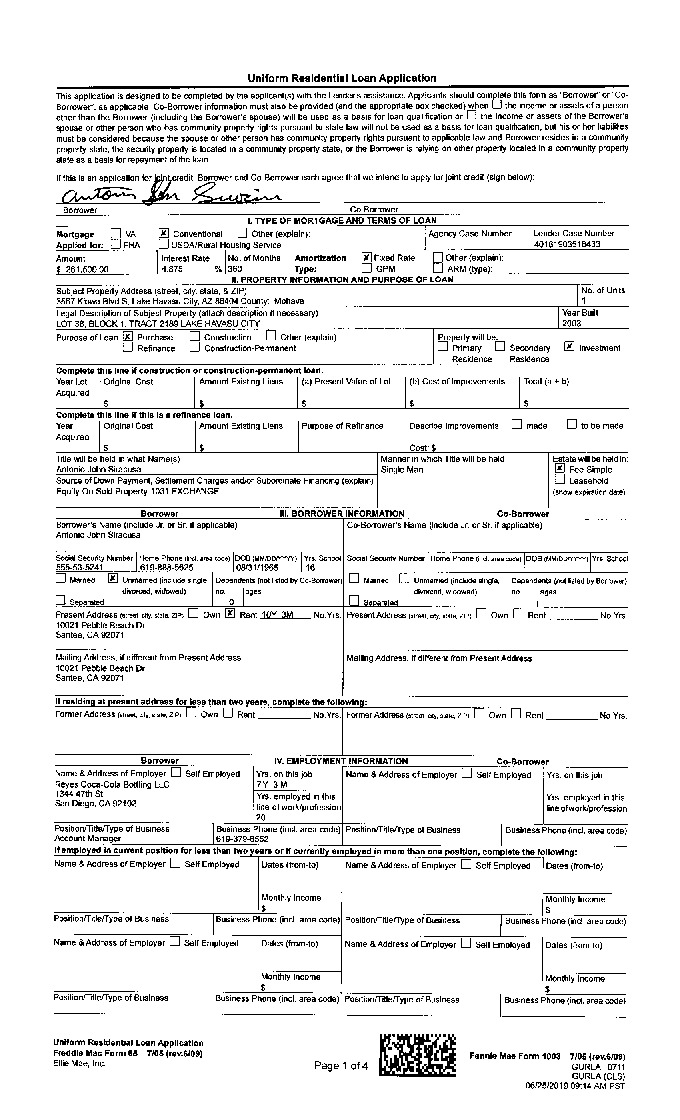 Uniform Residential Loan Application
This application is designed to be completed by the applicant(s) with the Lender's assistance. Applicants should complete this form as "Borrower" or "Co-
Borrower", as applicable. Co-Borrower information must also be provided (and the appropriate box checked) when the income or assets of a person
other than the Borrower (including the Borrower's spouse) will be used as a basis for loan qualification or the income or assets of the Borrower's
spouse or other person who has community property rights pursuant to state law will not be used as a basis for loan qualification, but his or her liabilities
must be considered because the spouse or other person has community property rights pursuant to applicable law and Borrower resides in a community
property state, the security property is located in a community property state, or the Borrower is relying on other property located in a community property
state as a basis for repayment of the loan.
If this is an application for joint credit, Borrower and Co-Borrower each agree that we intend to apply for joint credit (sign below):
Borrower Co-Borrower
I. TYPE OF MORTGAGE AND TERMS OF LOAN
Mortgage VA Conventional Other (explain): Agency Case Number Lender Case Number
Applied for: FHA USDA/Rural Housing Service 40161903518433
Amount Interest Rate No. of Months Amortization Fixed Rate Other (explain):
$ 4.875 % 360 Type: GPM ARM (type):
II. PROPERTY INFORMATION AND PURPOSE OF LOAN
Subject Property Address (street, city, state, & ZIP) No. of Units
Kiowa Blvd S, Lake Havasu City, AZ 86404 County: Mohave 1
Legal Description of Subject Property (attach description if necessary) Year Built
LOT 38, BLOCK 1, TRACT 2189 LAKE HAVASU CITY 2003
Purpose of Loan Purchase Construction Other (explain) Property will be:
Refinance Construction-Permanent Primary Residence Secondary Residence Investment
Complete this line if construction or construction-permanent loan.
Year Lot Acquired Original Cost Amount Existing Liens (a) Present Value of Lot (b) Cost of Improvements Total (a + b)
$ $ $ $ $
Complete this line if this is a refinance loan.
Year Acquired Original Cost Amount Existing Liens Purpose of Refinance Describe Improvements made to be made
$ $ Cost: $
Title will be held in what Name(s) Manner in which Title will be held Estate will be held in:
Antonio John Siracusa Single Man Fee Simple
Source of Down Payment, Settlement Charges and/or Subordinate Financing (explain) Leasehold
Equity On Sold Property 1031 EXCHANGE (show expiration date)
Borrower III. BORROWER INFORMATION Co-Borrower
Borrower's Name (include Jr. or Sr. if applicable) Co-Borrower's Name (include Jr. or Sr. if applicable)
Antonio John Siracusa
Social Security Number Home Phone (incl. area code) DOB (MM/DD/YYYY) Yrs. School Social Security Number Home Phone (incl. area code) DOB (MM/DD/YYYY) Yrs. School
555-53-5241 619-888-5625 08/31/1965 16
Married Unmarried (include single, divorced, widowed) Dependents (not listed by Co-Borrower) Married Unmarried (include single, divorced, widowed) Dependents (not listed by Borrower)
Separated no. 0 ages Separated no. ages
Present Address (street, city, state, ZIP) Own Rent 10Y 3M No. Yrs. Present Address (street, city, state, ZIP) Own Rent No. Yrs.
10021 Pebble Beach Dr
Santee, CA 92071
Mailing Address, if different from Present Address Mailing Address, if different from Present Address
10021 Pebble Beach Dr
Santee, CA 92071
If residing at present address for less than two years, complete the following:
Former Address (street, city, state, ZIP) Own Rent No. Yrs. Former Address (street, city, state, ZIP) Own Rent No. Yrs.
Borrower IV. EMPLOYMENT INFORMATION Co-Borrower
Name & Address of Employer Self Employed Yrs. on this job Name & Address of Employer Self Employed Yrs. on this job
Reyes Coca-Cola Bottling LLC 7Y 3M
1344 47th St Yrs. employed in this line of work/profession Yrs. employed in this line of work/profession
San Diego, CA 92102 20
Position/Title/Type of Business Business Phone (incl. area code) Position/Title/Type of Business Business Phone (incl. area code)
Account Manager 619-379-6552
If employed in current position for less than two years or if currently employed in more than one position, complete the following:
Name & Address of Employer Self Employed Dates (from-to) Name & Address of Employer Self Employed Dates (from-to)
Monthly Income Monthly Income
$ $
Position/Title/Type of Business Business Phone (incl. area code) Position/Title/Type of Business Business Phone (incl. area code)
Name & Address of Employer Self Employed Dates (from-to) Name & Address of Employer Self Employed Dates (from-to)
Monthly Income Monthly Income
$ $
Position/Title/Type of Business Business Phone (incl. area code) Position/Title/Type of Business Business Phone (incl. area code)
Uniform Residential Loan Application
Freddie Mac Form 65 7/05 (rev.6/09)
Ellie Mae, Inc.
Page 1 of 4
Fannie Mae Form 1003 7/05 (rev.6/09)
GURLA 0711
GURLA (CLS)
06/28/2019 09:14 AM PST